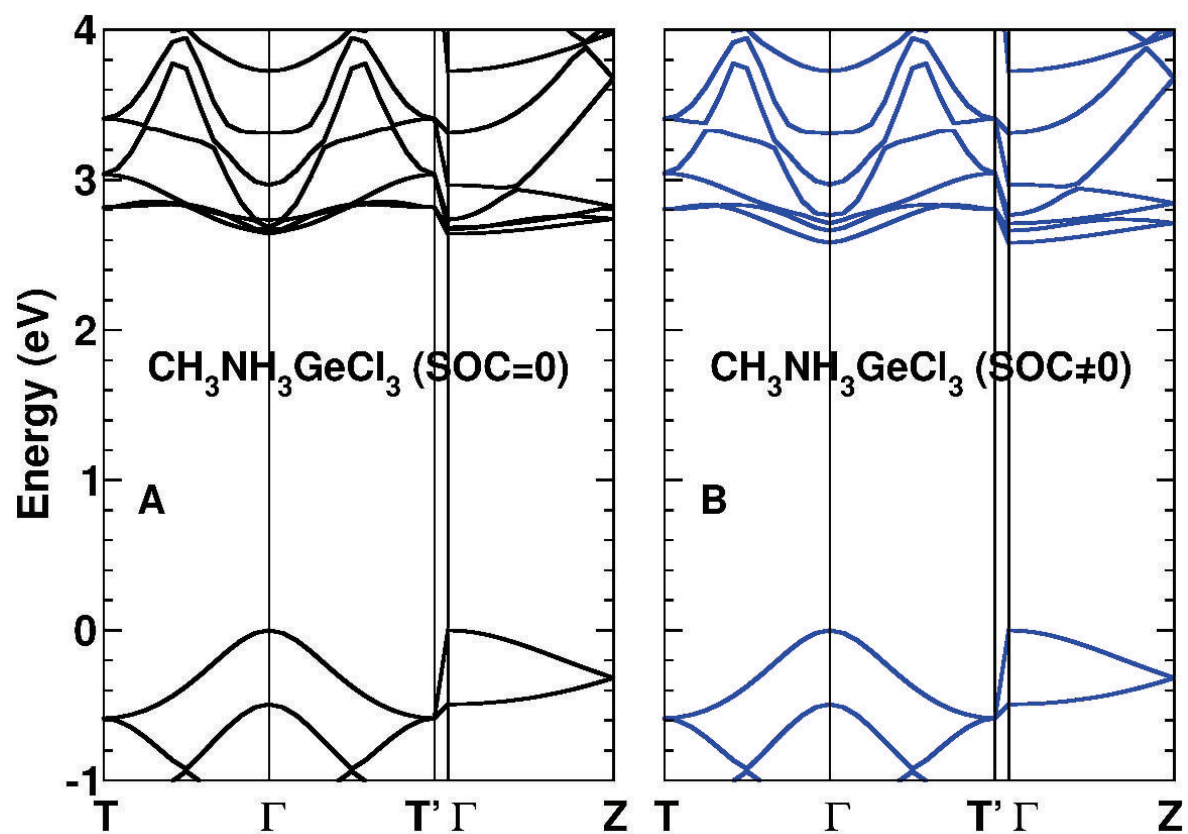 4
3
2
1
0
-1
Energy (eV)
CH₃NH₃GeCl₃ (SOC=0)
A
T Γ T' Γ Z
CH₃NH₃GeCl₃ (SOC≠0)
B
T Γ T' Γ Z